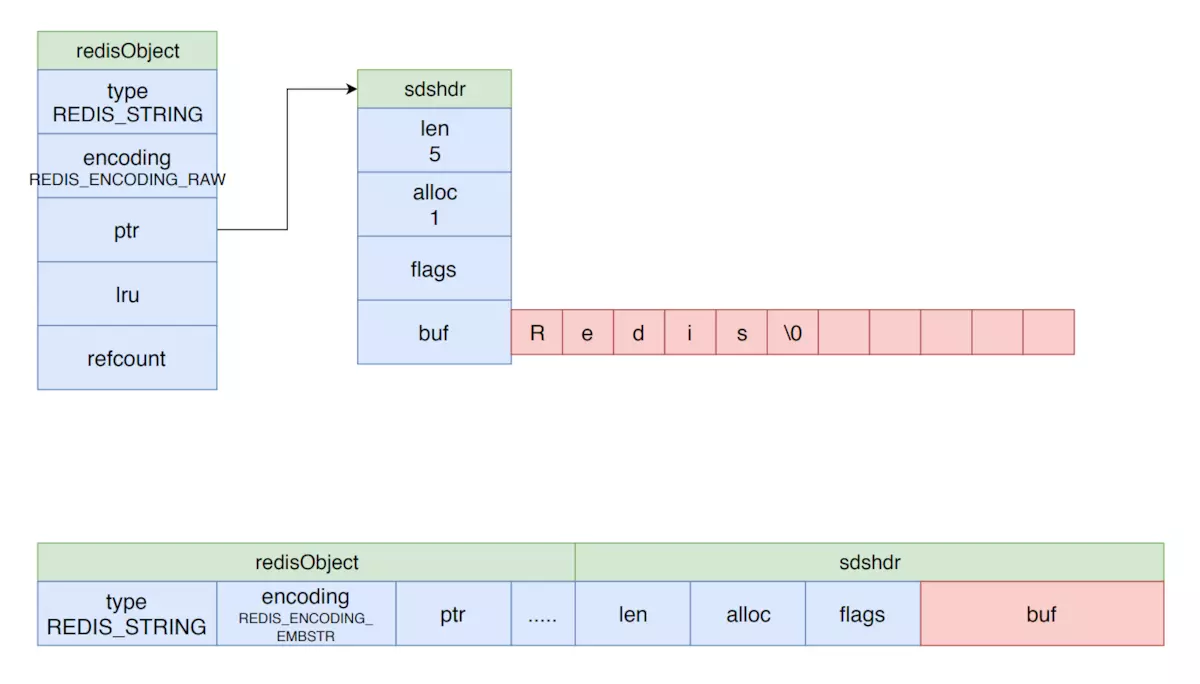 redisObject
type
REDIS_STRING
encoding
REDIS_ENCODING_RAW
ptr
lru
refcount
sdshdr
len
5
alloc
1
flags
buf
R e d i s \0
redisObject
sdshdr
type
REDIS_STRING
encoding
REDIS_ENCODING_
EMBSTR
ptr
.....
len
alloc
flags
buf